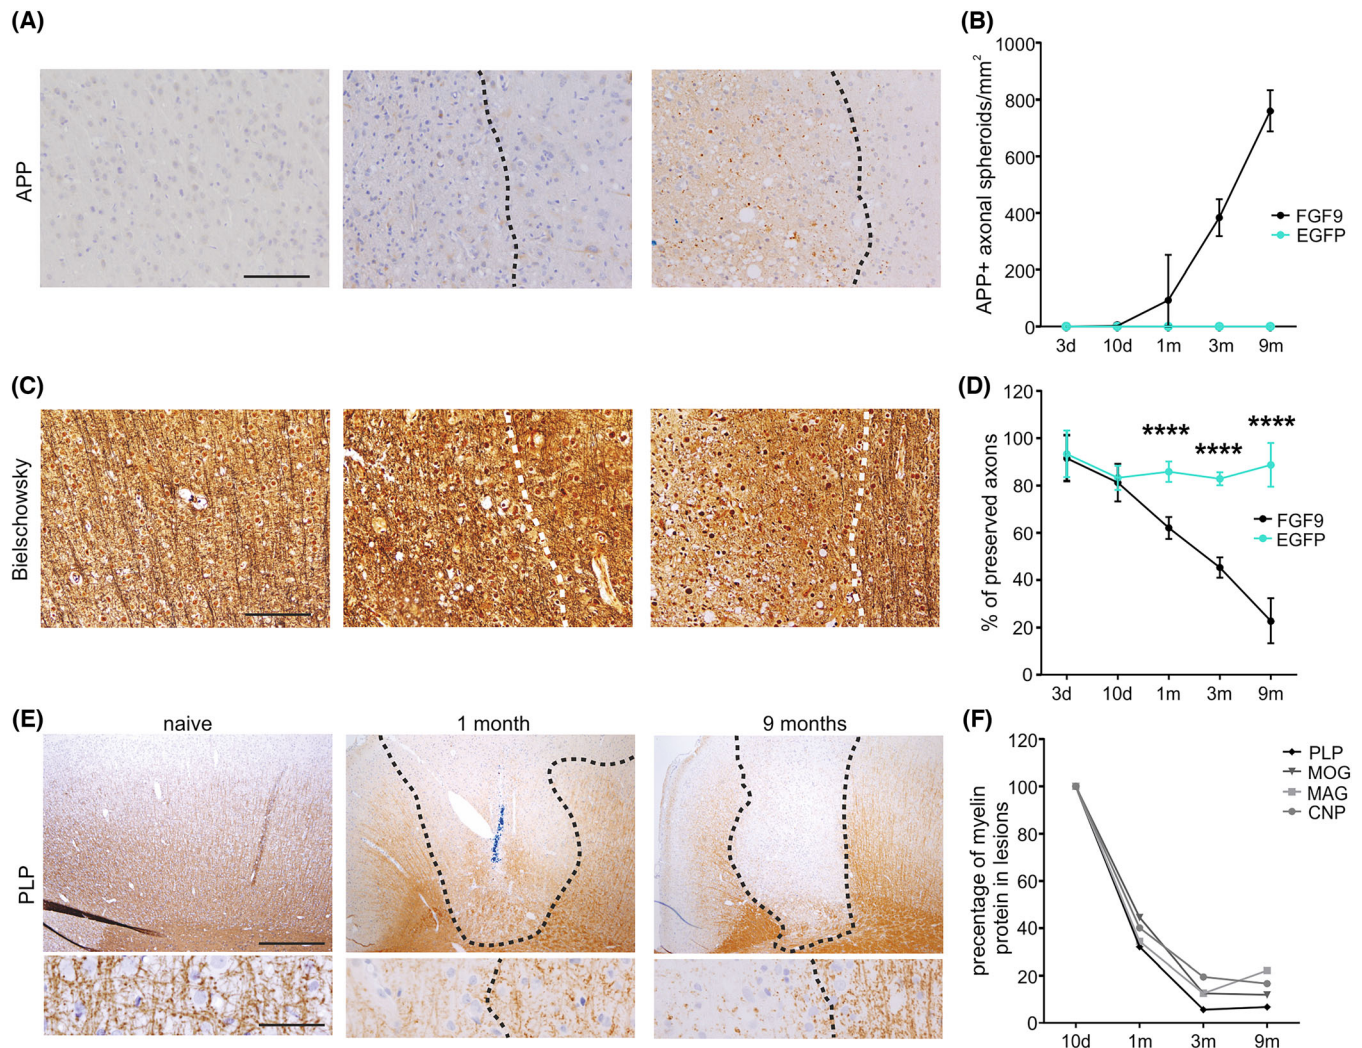 (A)
APP
(B)
APP+ axonal spheroids/mm²
1000
800
600
400
200
0
3d 10d 1m 3m 9m
FGF9
EGFP
(C)
Bielschowsky
(D)
% of preserved axons
120
100
80
60
40
20
0
3d 10d 1m 3m 9m
****
****
****
FGF9
EGFP
(E)
naive
1 month
9 months
PLP
(F)
precentage of myelin
protein in lesions
120
100
80
60
40
20
0
10d 1m 3m 9m
PLP
MOG
MAG
CNP